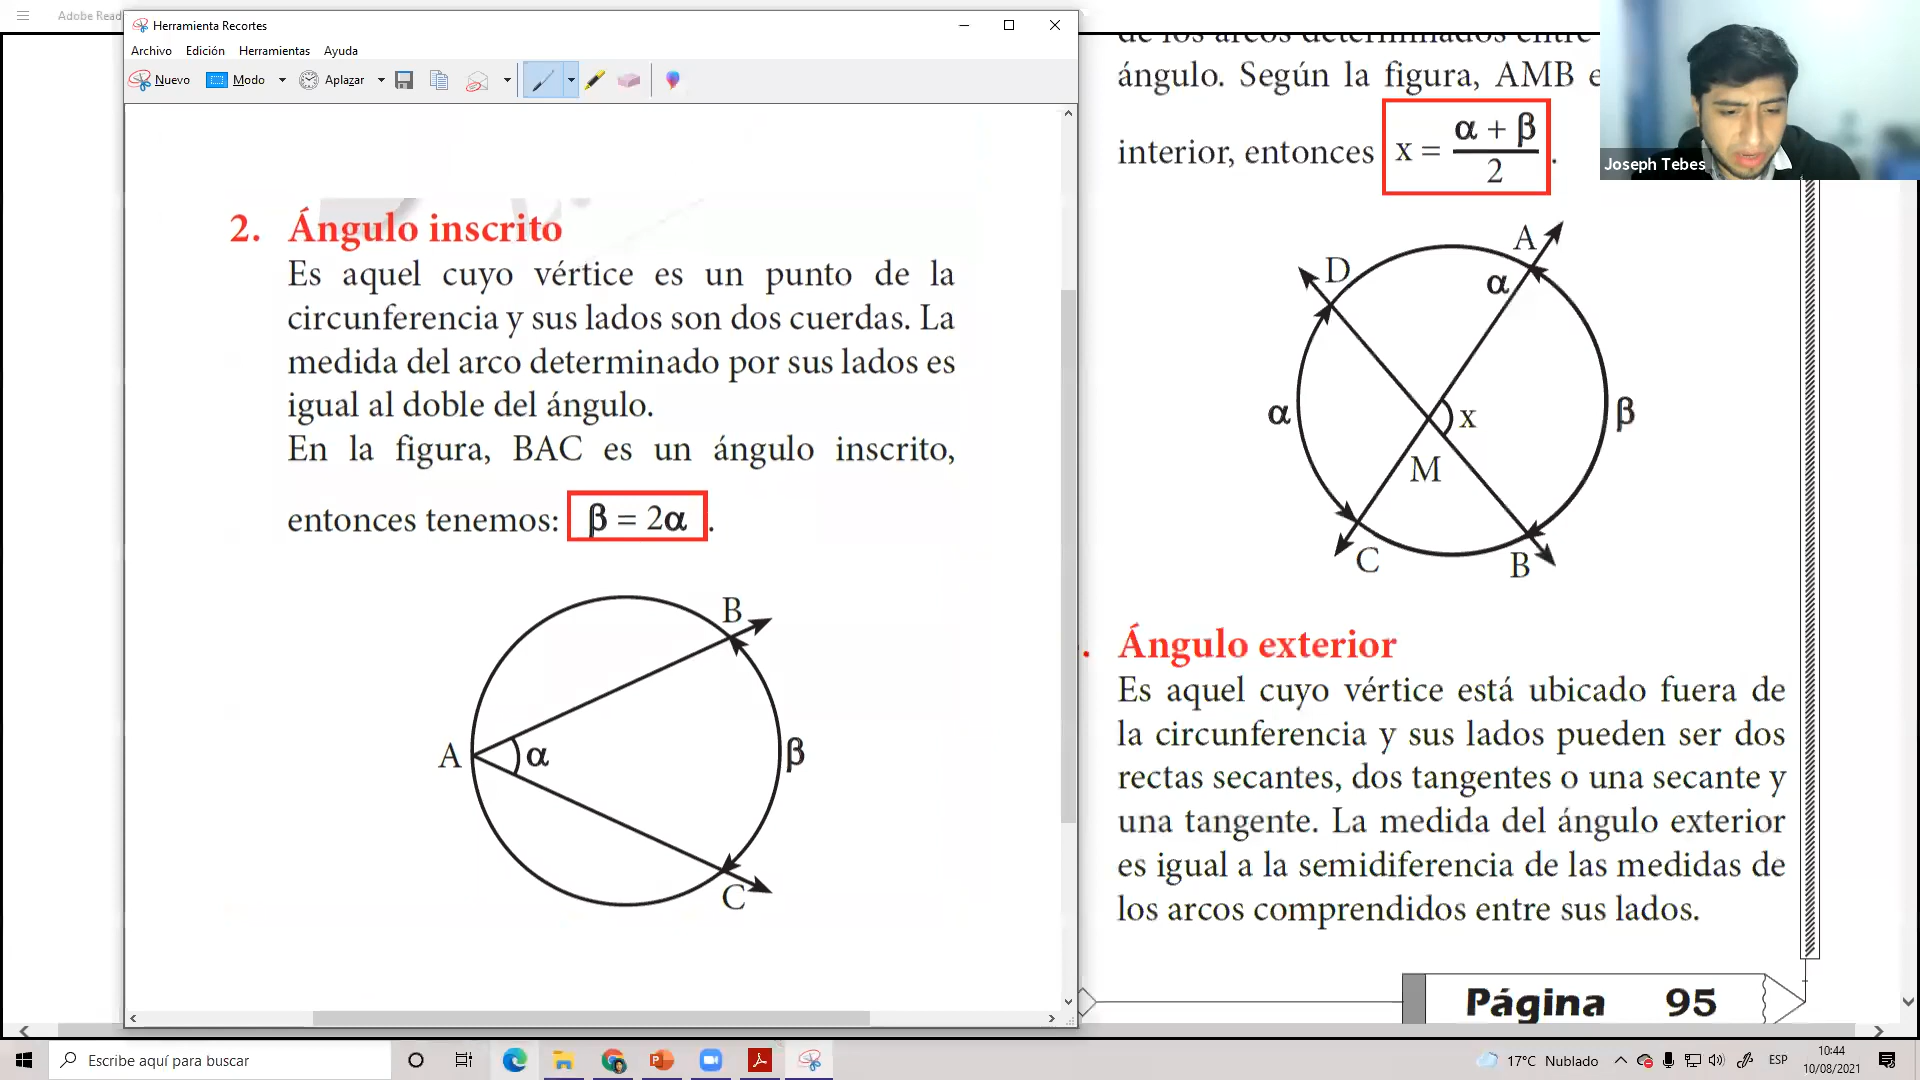 Adobe Read
Herramienta Recortes
Archivo Edición Herramientas Ayuda
Nuevo Modo Aplazar
2. Ángulo inscrito
Es aquel cuyo vértice es un punto de la
circunferencia y sus lados son dos cuerdas. La
medida del arco determinado por sus lados es
igual al doble del ángulo.
En la figura, BAC es un ángulo inscrito,
entonces tenemos: β = 2α .
B
A α β
C
de los arcos determinados entre
ángulo. Según la figura, AMB e
interior, entonces x = α + β / 2 .
A
D α
α x β
M
C B
. Ángulo exterior
Es aquel cuyo vértice está ubicado fuera de
la circunferencia y sus lados pueden ser dos
rectas secantes, dos tangentes o una secante y
una tangente. La medida del ángulo exterior
es igual a la semidiferencia de las medidas de
los arcos comprendidos entre sus lados.
Página 95
Joseph Tebes
Escribe aquí para buscar
17°C Nublado ESP
10:44
10/08/2021